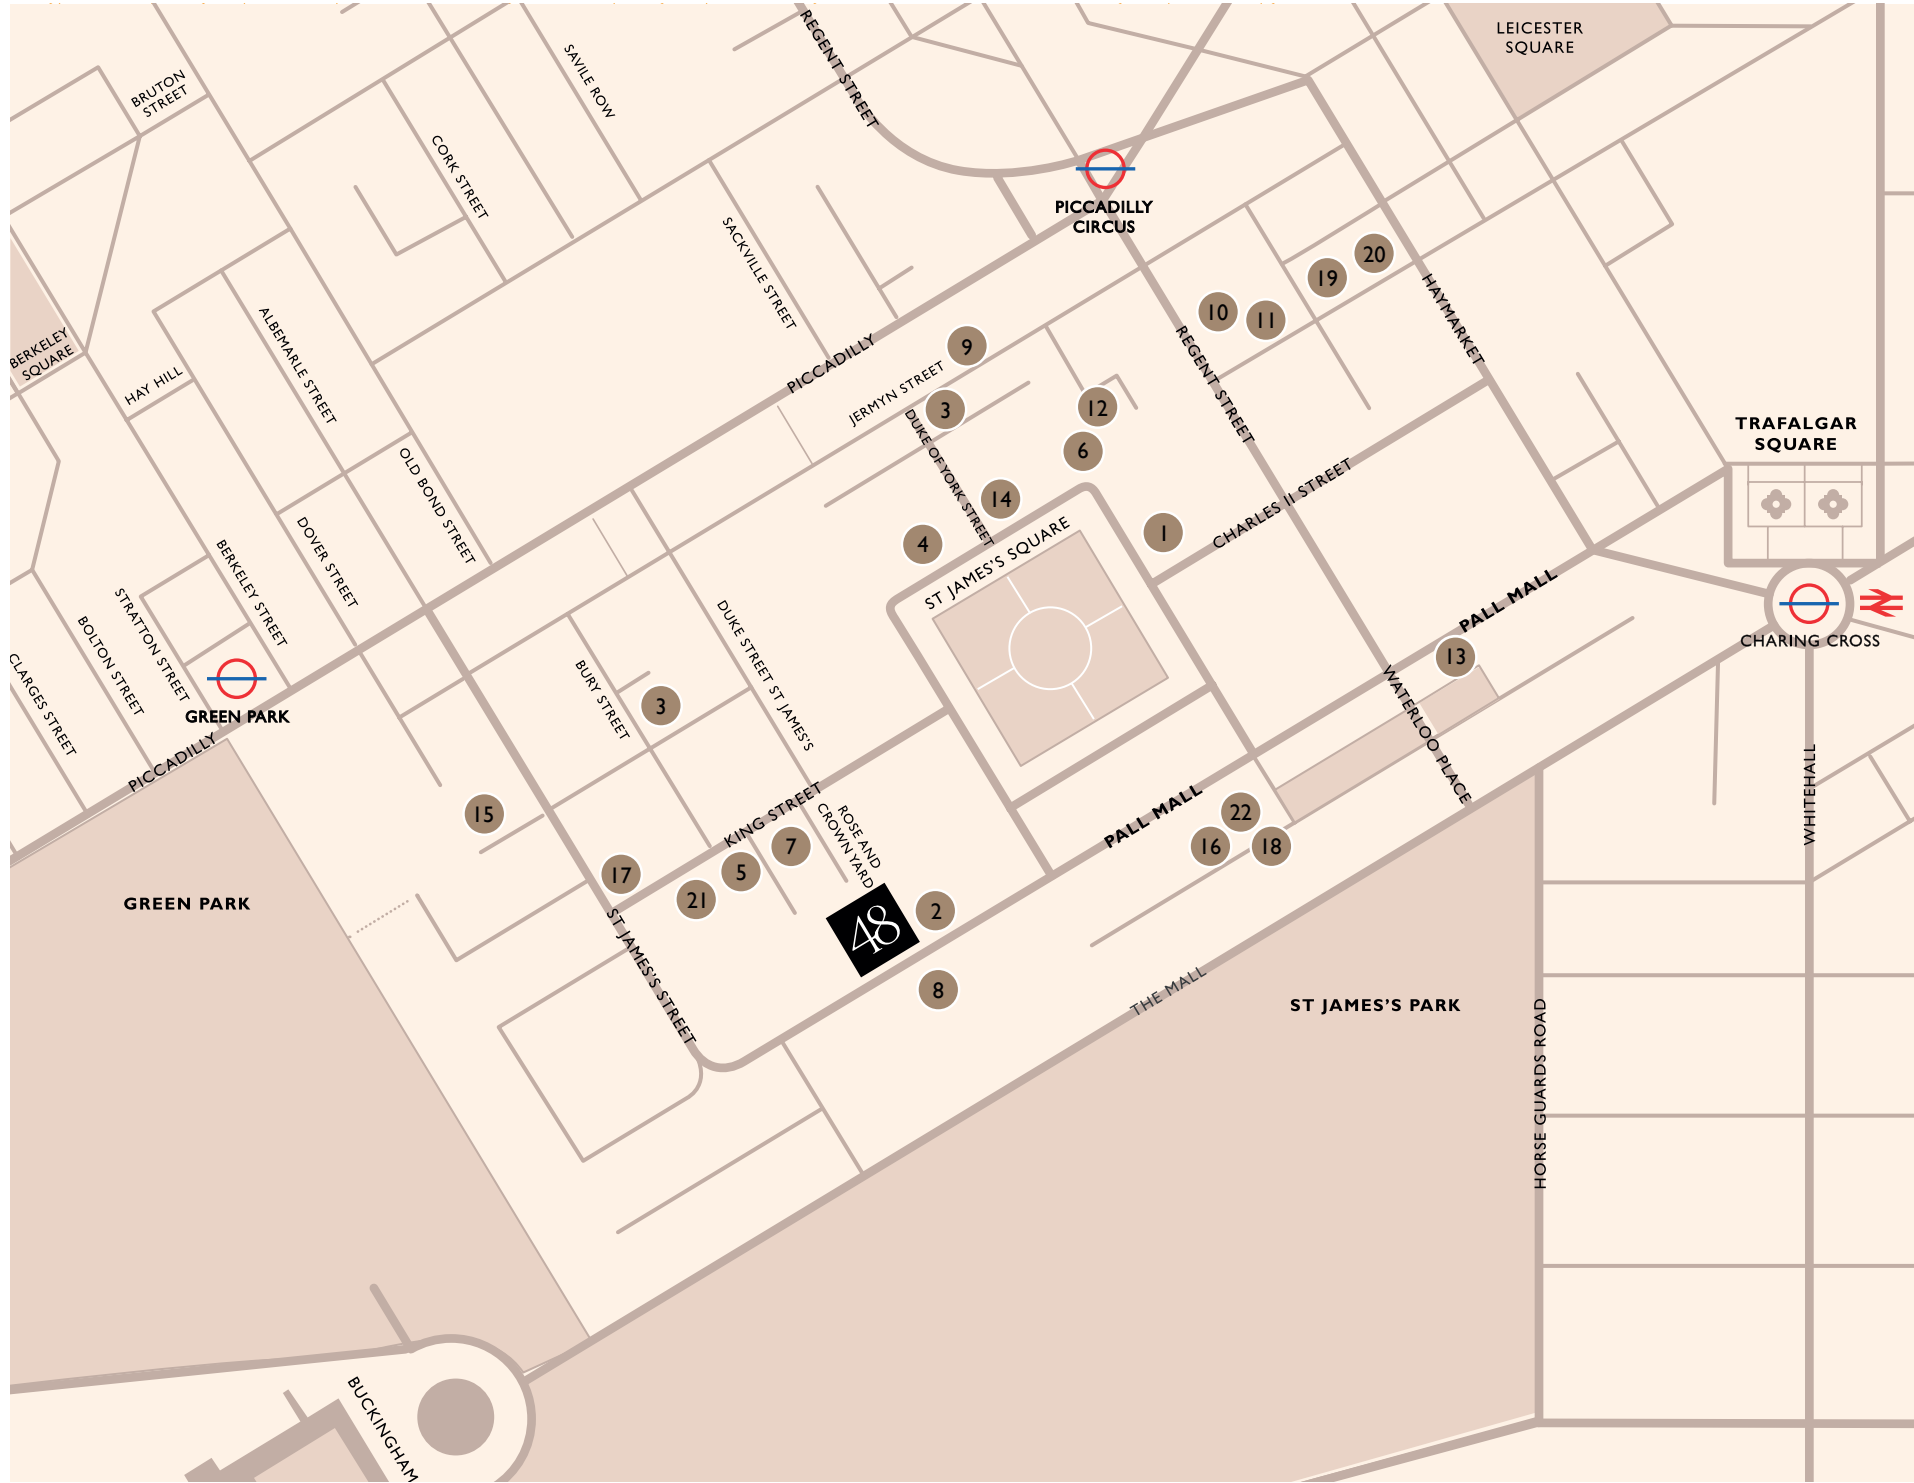 LEICESTER
SQUARE
REGENT STREET
SAVILE ROW
BRUTON
STREET
CORK STREET
PICCADILLY
CIRCUS
SACKVILLE STREET
20
19
10
11
HAYMARKET
BERKELEY
SQUARE
HAY HILL
ALBEMARLE STREET
PICCADILLY
9
JERMYN STREET
3
REGENT STREET
12
6
DUKE OF YORK STREET
TRAFALGAR
SQUARE
OLD BOND STREET
14
CHARLES II STREET
1
4
ST JAMES'S SQUARE
DOVER STREET
BERKELEY STREET
STRATTON STREET
BOLTON STREET
CLARGES STREET
GREEN PARK
PICCADILLY
DUKE STREET ST JAMES'S
BURY STREET
3
PALL MALL
13
CHARING CROSS
WATERLOO PLACE
WHITEHALL
15
KING STREET
ROSE AND
CROWN YARD
PALL MALL
22
16
18
17
7
5
21
48
2
8
GREEN PARK
ST JAMES'S STREET
THE MALL
ST JAMES'S PARK
HORSE GUARDS ROAD
BUCKINGHAM